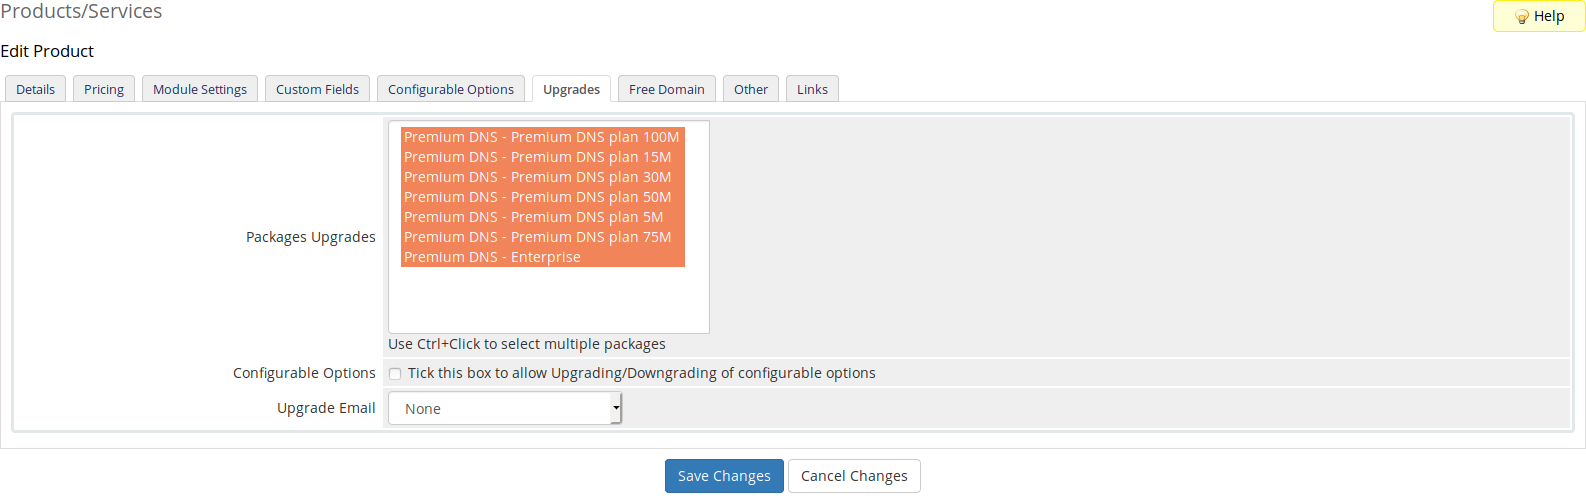 Products/Services
Help
Edit Product
Details
Pricing
Module Settings
Custom Fields
Configurable Options
Upgrades
Free Domain
Other
Links
Packages Upgrades
Premium DNS - Premium DNS plan 100M
Premium DNS - Premium DNS plan 15M
Premium DNS - Premium DNS plan 30M
Premium DNS - Premium DNS plan 50M
Premium DNS - Premium DNS plan 5M
Premium DNS - Premium DNS plan 75M
Premium DNS - Enterprise
Use Ctrl+Click to select multiple packages
Configurable Options
Tick this box to allow Upgrading/Downgrading of configurable options
Upgrade Email
None
Save Changes
Cancel Changes